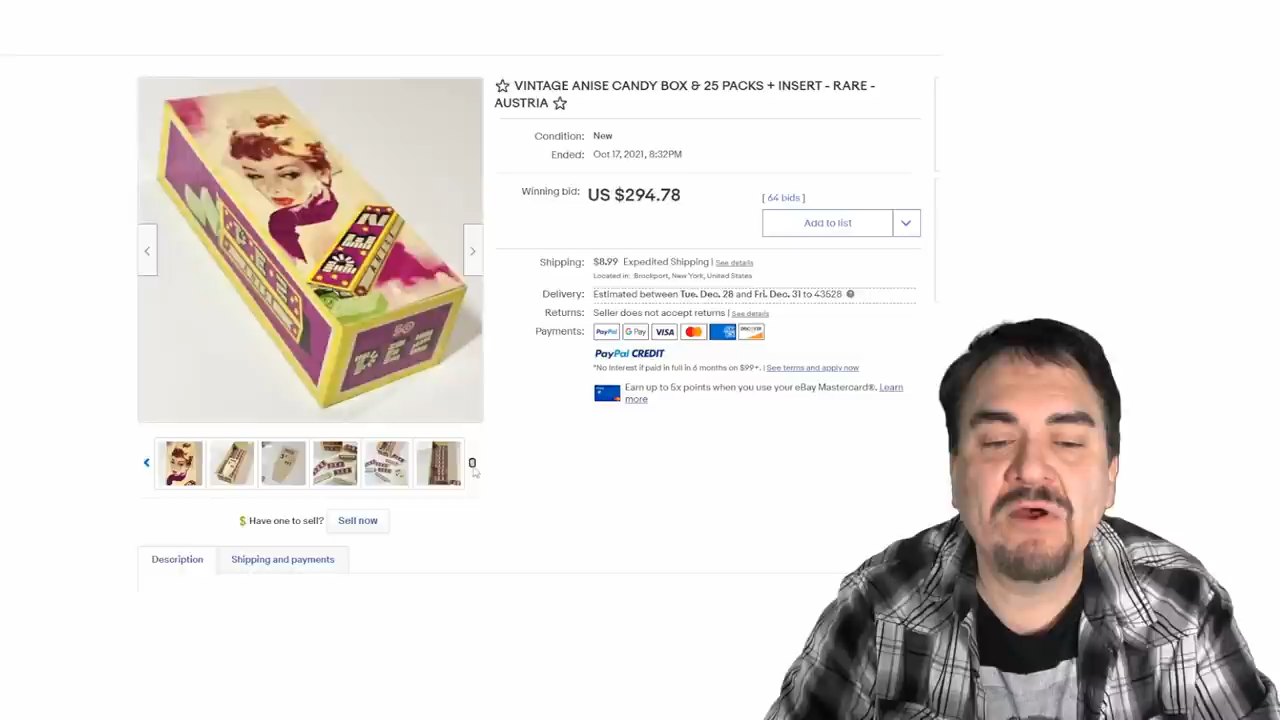 ☆ VINTAGE ANISE CANDY BOX & 25 PACKS + INSERT - RARE -
AUSTRIA ☆
Condition: New
Ended: Oct 17, 2021, 8:32PM
Winning bid: US $294.78 [ 64 bids ]
Add to list
Shipping: $8.99 Expedited Shipping | See details
Located in: Brockport, New York, United States
Delivery: Estimated between Tue. Dec. 28 and Fri. Dec. 31 to 43528
Returns: Seller does not accept returns | See details
Payments: PayPal G Pay VISA DISCOVER
PayPal CREDIT
*No Interest if paid in full in 6 months on $99+. | See terms and apply now
Earn up to 5x points when you use your eBay Mastercard®. Learn
more
$ Have one to sell? Sell now
Description Shipping and payments